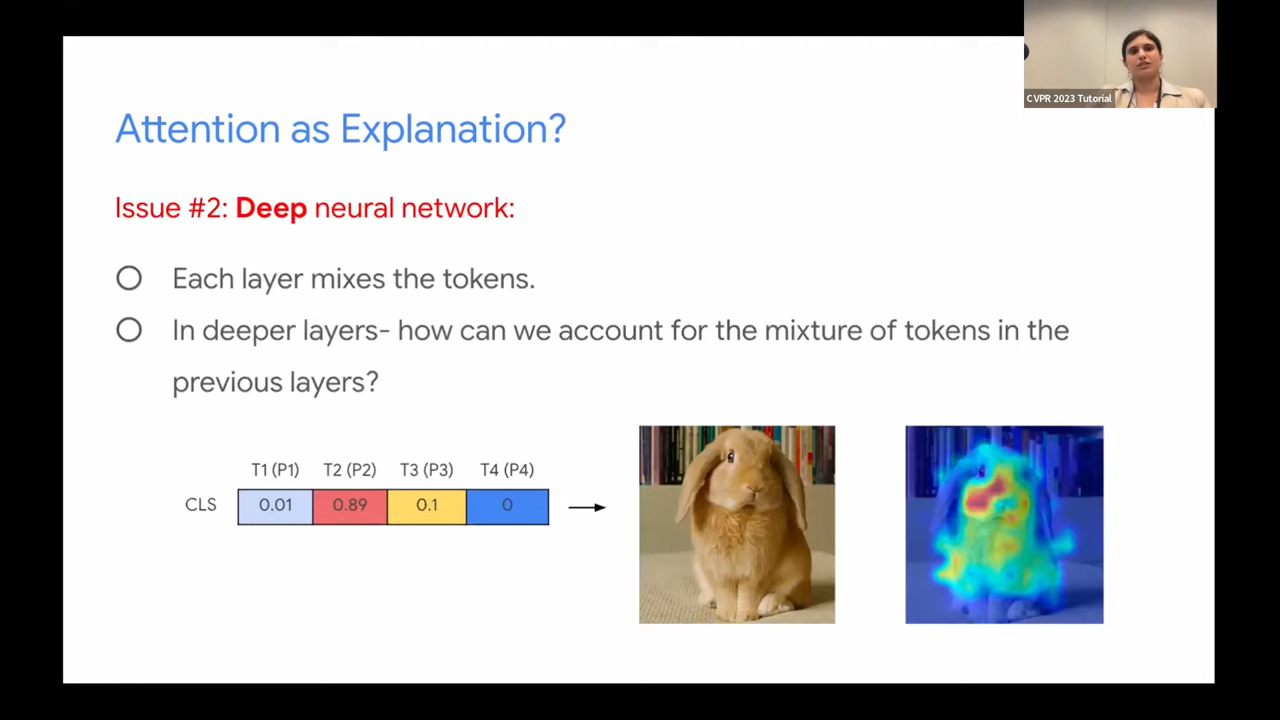 CVPR 2023 Tutorial
Attention as Explanation?
Issue #2: Deep neural network:
Each layer mixes the tokens.
In deeper layers- how can we account for the mixture of tokens in the
previous layers?
T1 (P1) T2 (P2) T3 (P3) T4 (P4)
CLS 0.01 0.89 0.1 0